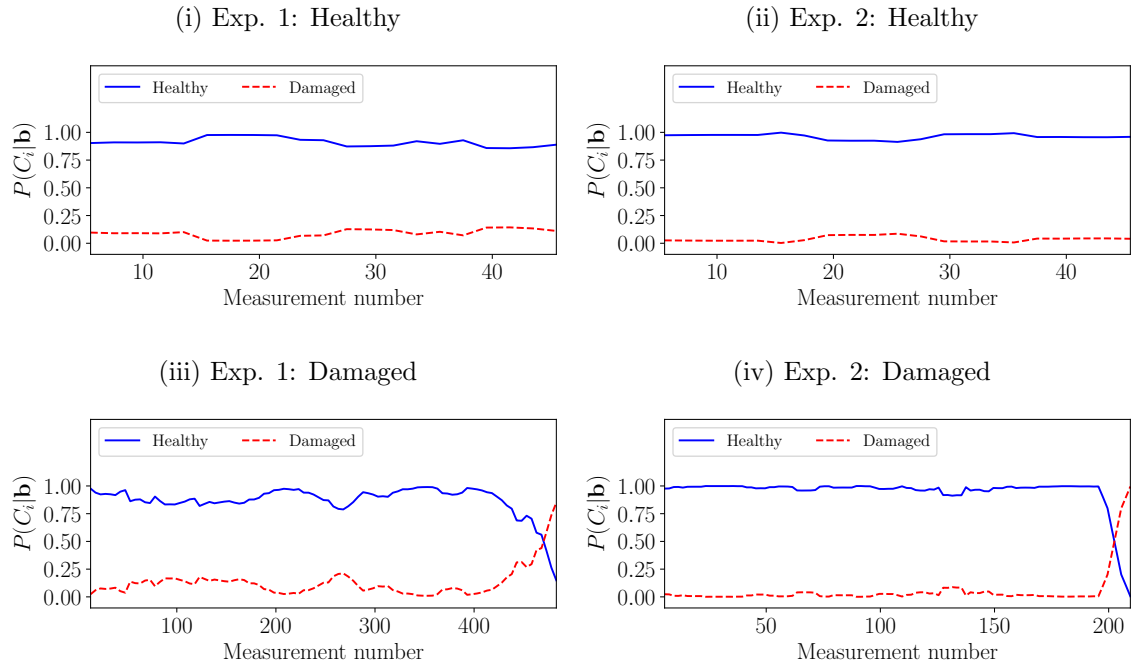 (i) Exp. 1: Healthy
Healthy Damaged
1.00
0.75
0.50
0.25
0.00
P(C_i|b)
10 20 30 40
Measurement number
(ii) Exp. 2: Healthy
Healthy Damaged
1.00
0.75
0.50
0.25
0.00
P(C_i|b)
10 20 30 40
Measurement number
(iii) Exp. 1: Damaged
Healthy Damaged
1.00
0.75
0.50
0.25
0.00
P(C_i|b)
100 200 300 400
Measurement number
(iv) Exp. 2: Damaged
Healthy Damaged
1.00
0.75
0.50
0.25
0.00
P(C_i|b)
50 100 150 200
Measurement number